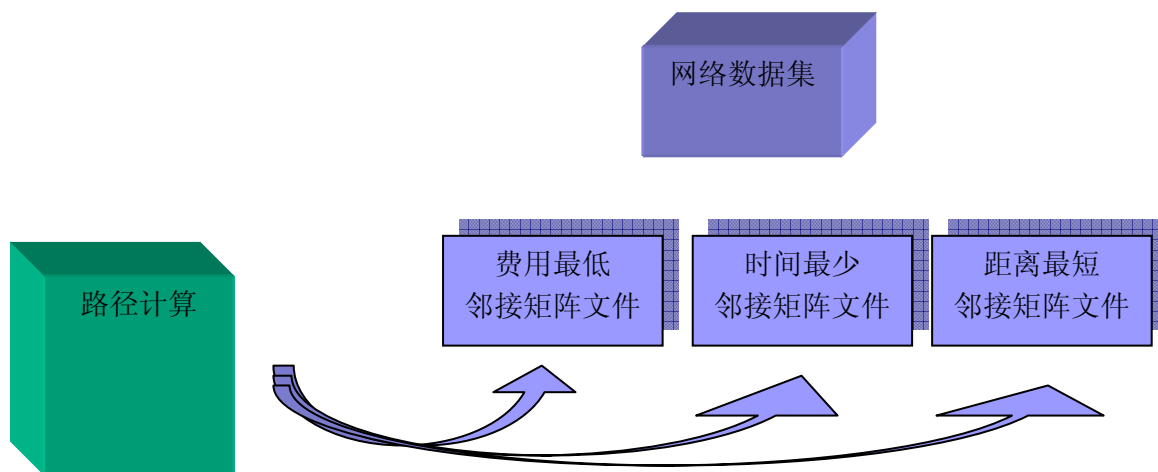 网络数据集
费用最低
邻接矩阵文件
时间最少
邻接矩阵文件
距离最短
邻接矩阵文件
路径计算